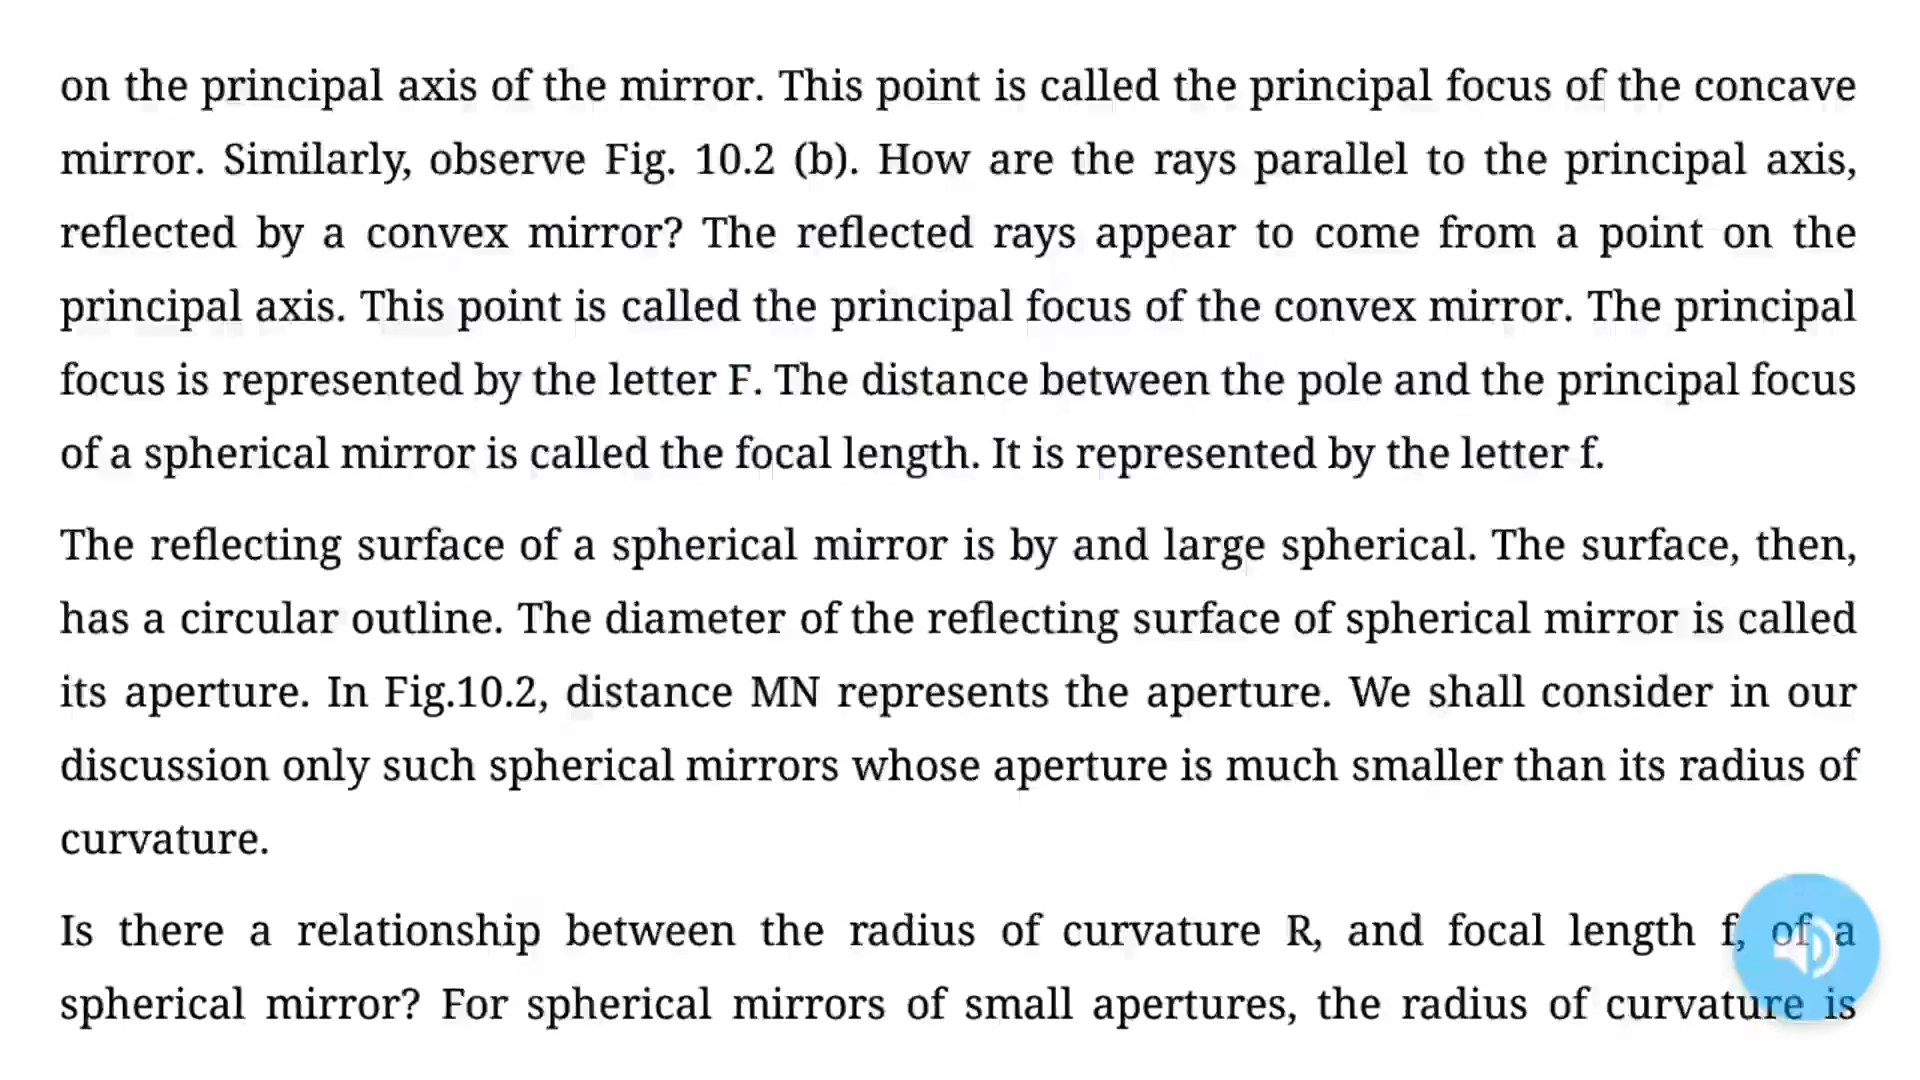 on the principal axis of the mirror. This point is called the principal focus of the concave
mirror. Similarly, observe Fig. 10.2 (b). How are the rays parallel to the principal axis,
reflected by a convex mirror? The reflected rays appear to come from a point on the
principal axis. This point is called the principal focus of the convex mirror. The principal
focus is represented by the letter F. The distance between the pole and the principal focus
of a spherical mirror is called the focal length. It is represented by the letter f.
The reflecting surface of a spherical mirror is by and large spherical. The surface, then,
has a circular outline. The diameter of the reflecting surface of spherical mirror is called
its aperture. In Fig.10.2, distance MN represents the aperture. We shall consider in our
discussion only such spherical mirrors whose aperture is much smaller than its radius of
curvature.
Is there a relationship between the radius of curvature R, and focal length f, of a
spherical mirror? For spherical mirrors of small apertures, the radius of curvature is